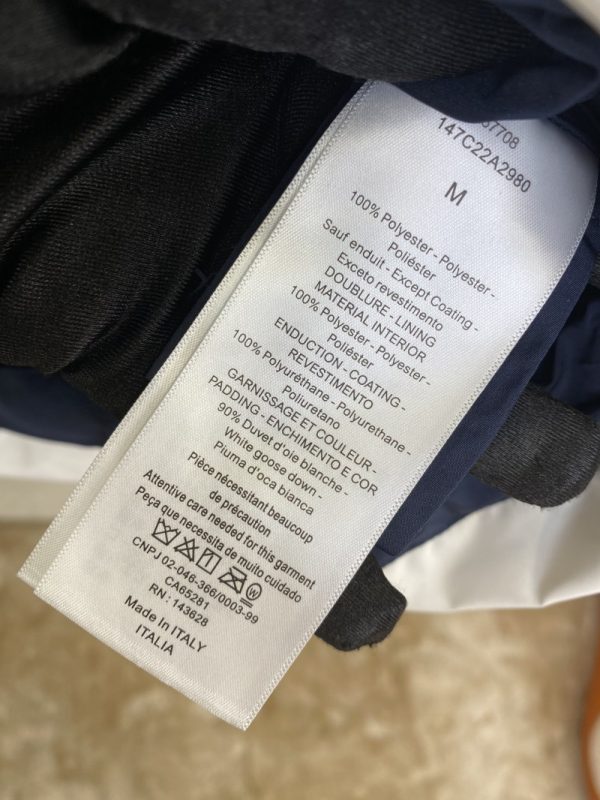 147C22A2980
M
100% Polyester - Polyester -
Poliéster
Sauf enduit - Except Coating -
Exceto revestimento
DOUBLURE - LINING
MATERIAL INTERIOR
100% Polyester - Polyester -
Poliéster
ENDUCTION - COATING -
REVESTIMENTO
100% Polyuréthane - Polyurethane -
Poliuretano
GARNISSAGE ET COULEUR -
PADDING - ENCHIMENTO E COR
90% Duvet d'oie blanche -
White goose down -
Piuma d'oca bianca
Pièce nécessitant beaucoup
de précaution
Attentive care needed for this garment
Peça que necessita de muito cuidado
CNPJ 02-046-366/0003-99
CA65281
RN : 143628
Made In ITALY
ITALIA